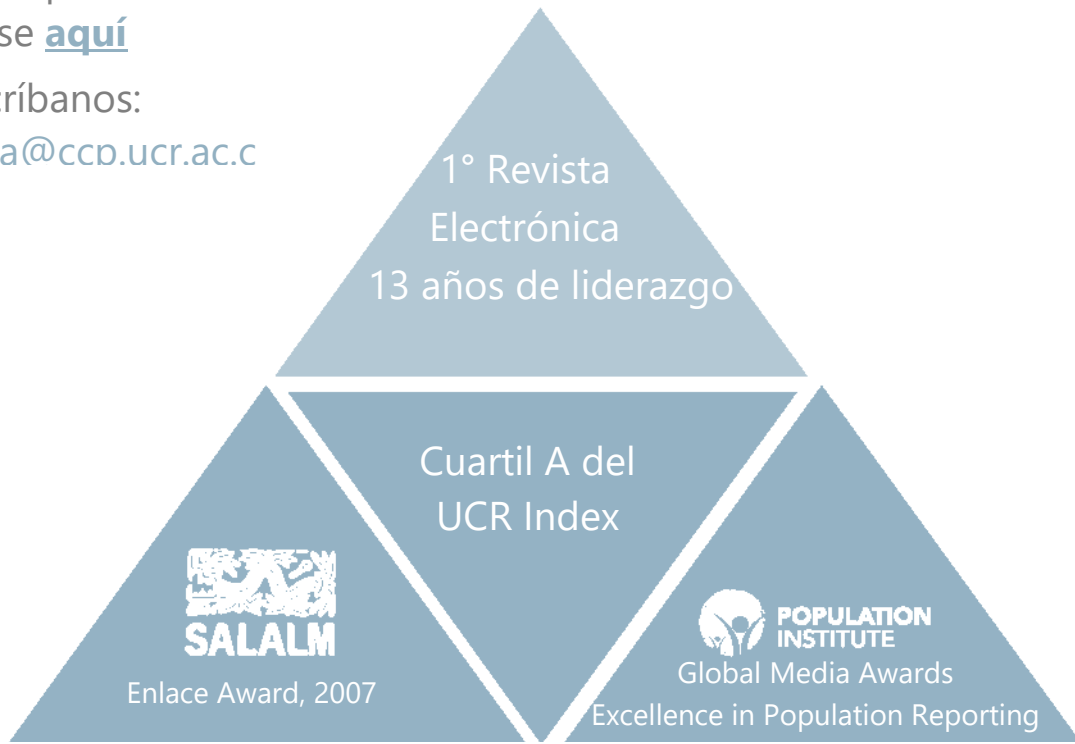 se aquí
críbanos:
a@ccp.ucr.ac.c
1° Revista
Electrónica
13 años de liderazgo
Cuartil A del
UCR Index
SALALM
Enlace Award, 2007
POPULATION
INSTITUTE
Global Media Awards
Excellence in Population Reporting